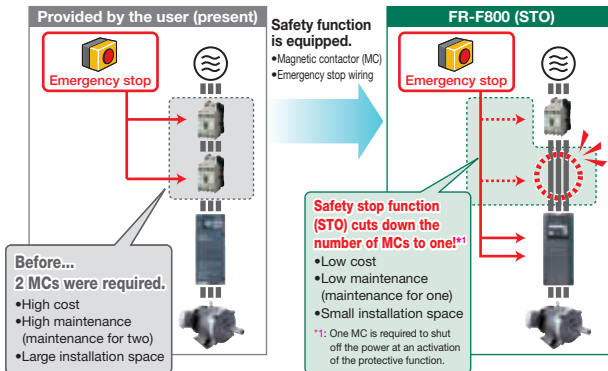 Provided by the user (present)
Emergency stop
Before...
2 MCs were required.
•High cost
•High maintenance
(maintenance for two)
•Large installation space
Safety function
is equipped.
•Magnetic contactor (MC)
•Emergency stop wiring
FR-F800 (STO)
Emergency stop
Safety stop function
(STO) cuts down the
number of MCs to one!*1
•Low cost
•Low maintenance
(maintenance for one)
•Small installation space
*1: One MC is required to shut
off the power at an activation
of the protective function.